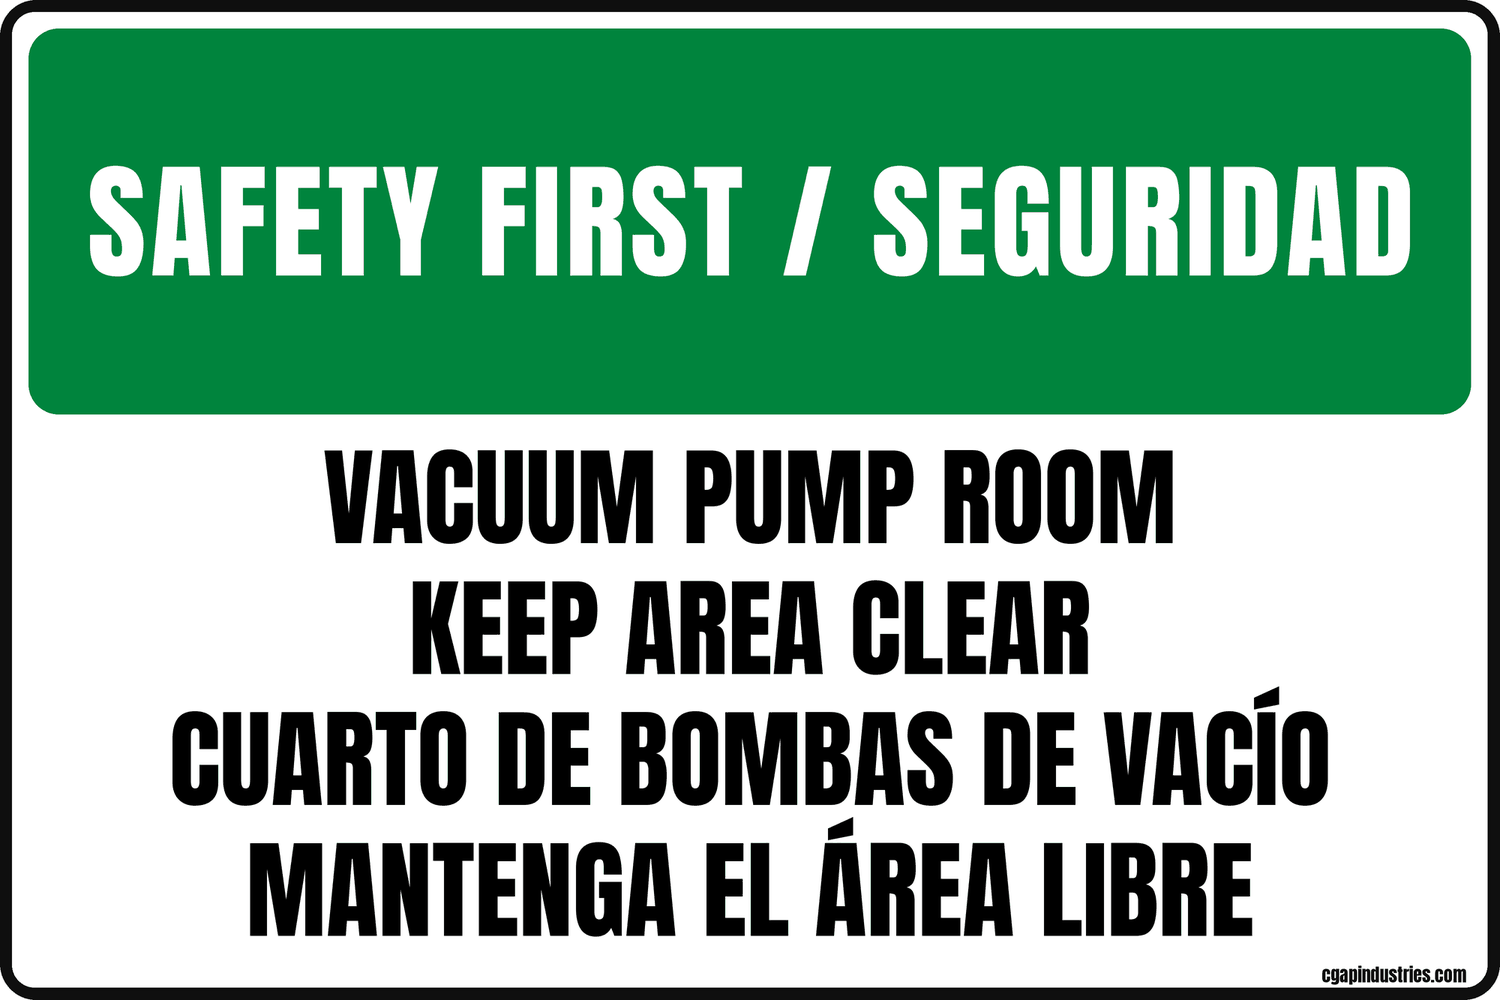 SAFETY FIRST / SEGURIDAD
VACUUM PUMP ROOM
KEEP AREA CLEAR
CUARTO DE BOMBAS DE VACÍO
MANTENGA EL ÁREA LIBRE
cgapindustries.com